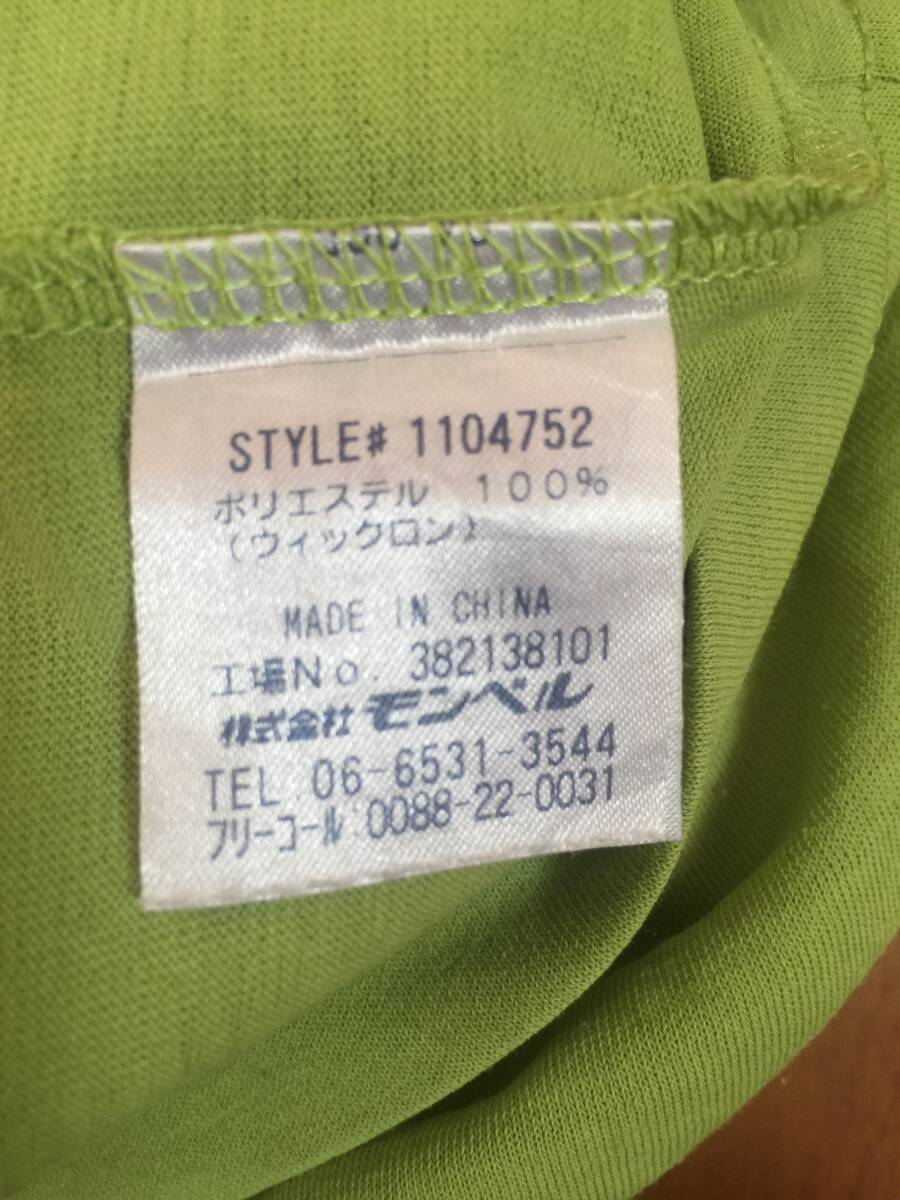 STYLE# 1104752
ポリエステル 100%
(ウィックロン)
MADE IN CHINA
工場No. 382138101
株式会社 モンベル
TEL 06-6531-3544
フリーコール 0088-22-0031